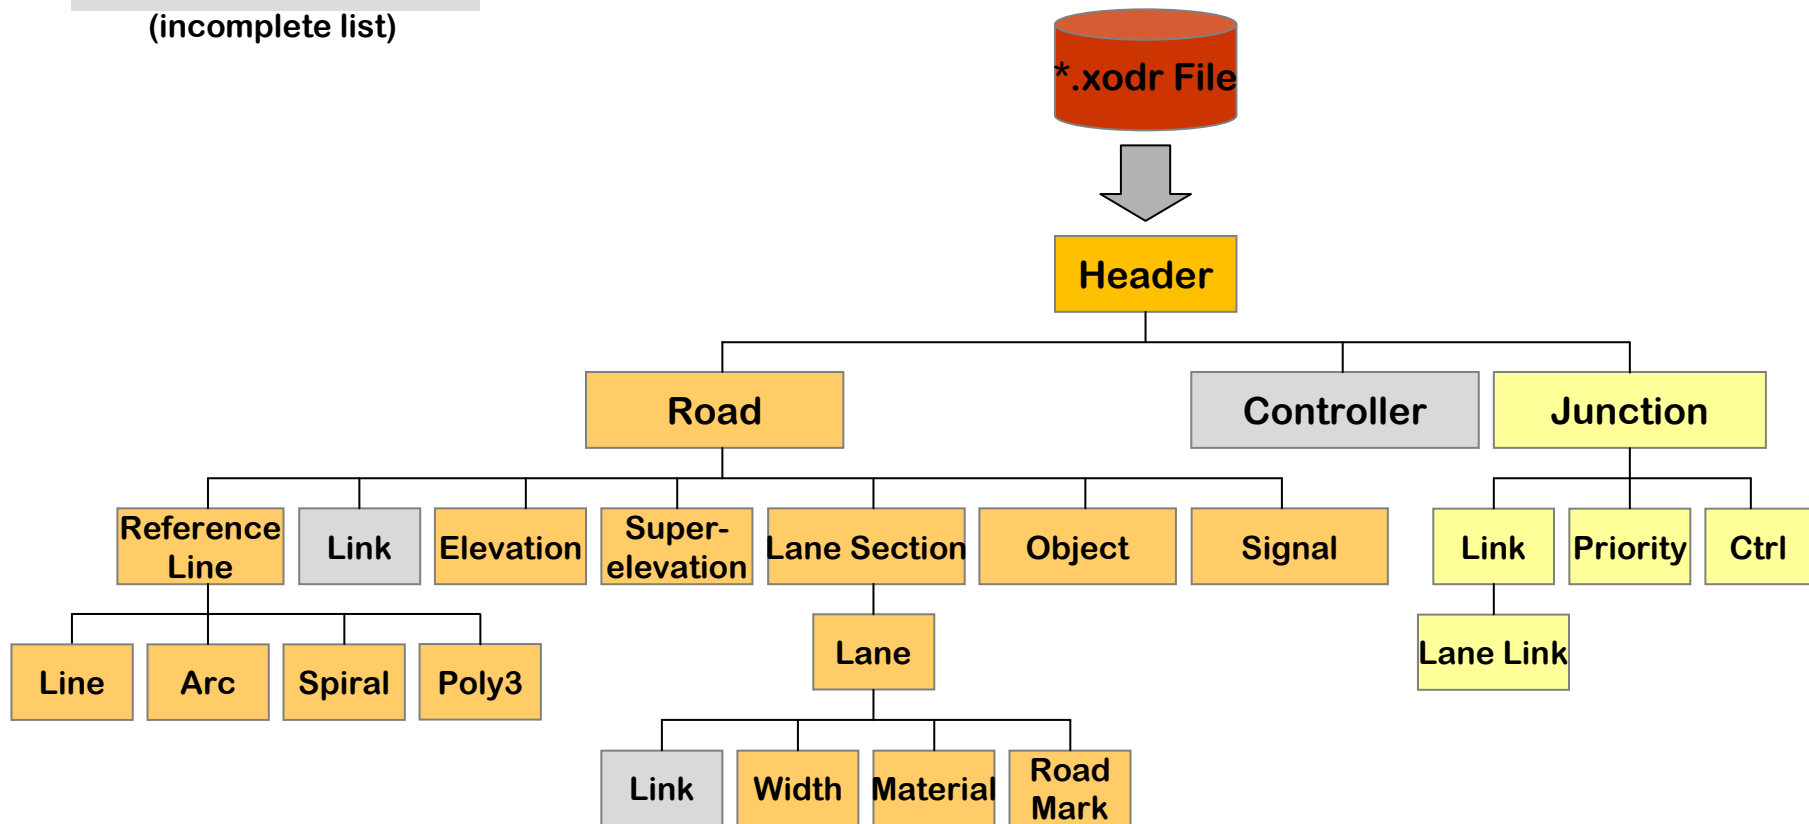 (incomplete list)
*.xodr File
Header
Road
Controller
Junction
Reference
Line
Link
Elevation
Super-
elevation
Lane Section
Object
Signal
Link
Priority
Ctrl
Line
Arc
Spiral
Poly3
Lane
Lane Link
Link
Width
Material
Road
Mark